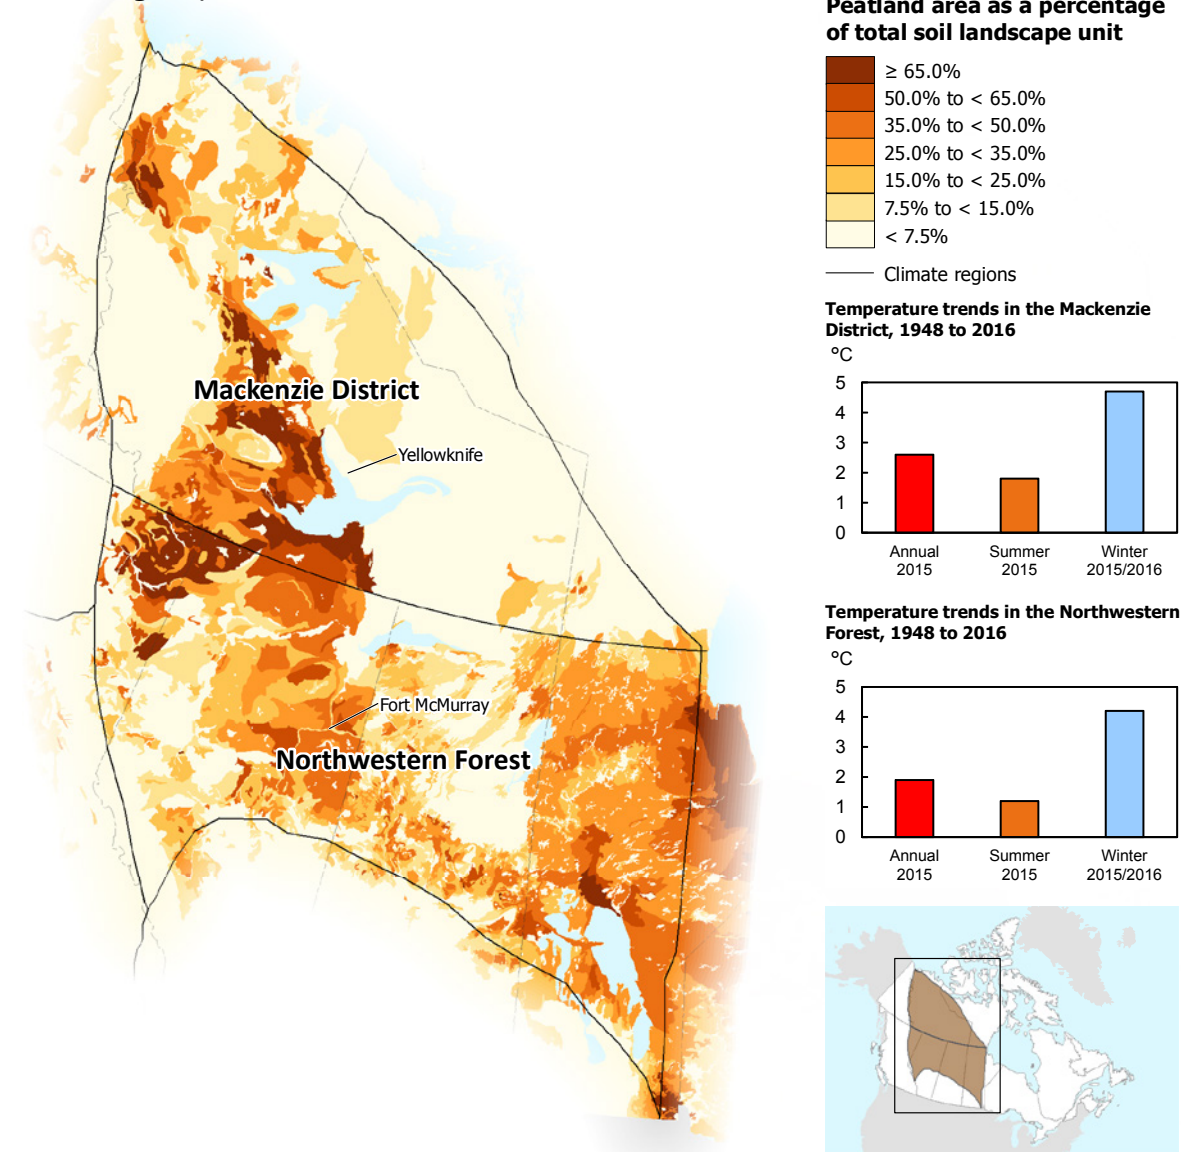 Peatland area as a percentage
of total soil landscape unit
≥ 65.0%
50.0% to < 65.0%
35.0% to < 50.0%
25.0% to < 35.0%
15.0% to < 25.0%
7.5% to < 15.0%
< 7.5%
Climate regions
Temperature trends in the Mackenzie
District, 1948 to 2016
°C
5
4
3
2
1
0
Annual
2015
Summer
2015
Winter
2015/2016
Temperature trends in the Northwestern
Forest, 1948 to 2016
°C
5
4
3
2
1
0
Annual
2015
Summer
2015
Winter
2015/2016
Mackenzie District
Yellowknife
Fort McMurray
Northwestern Forest